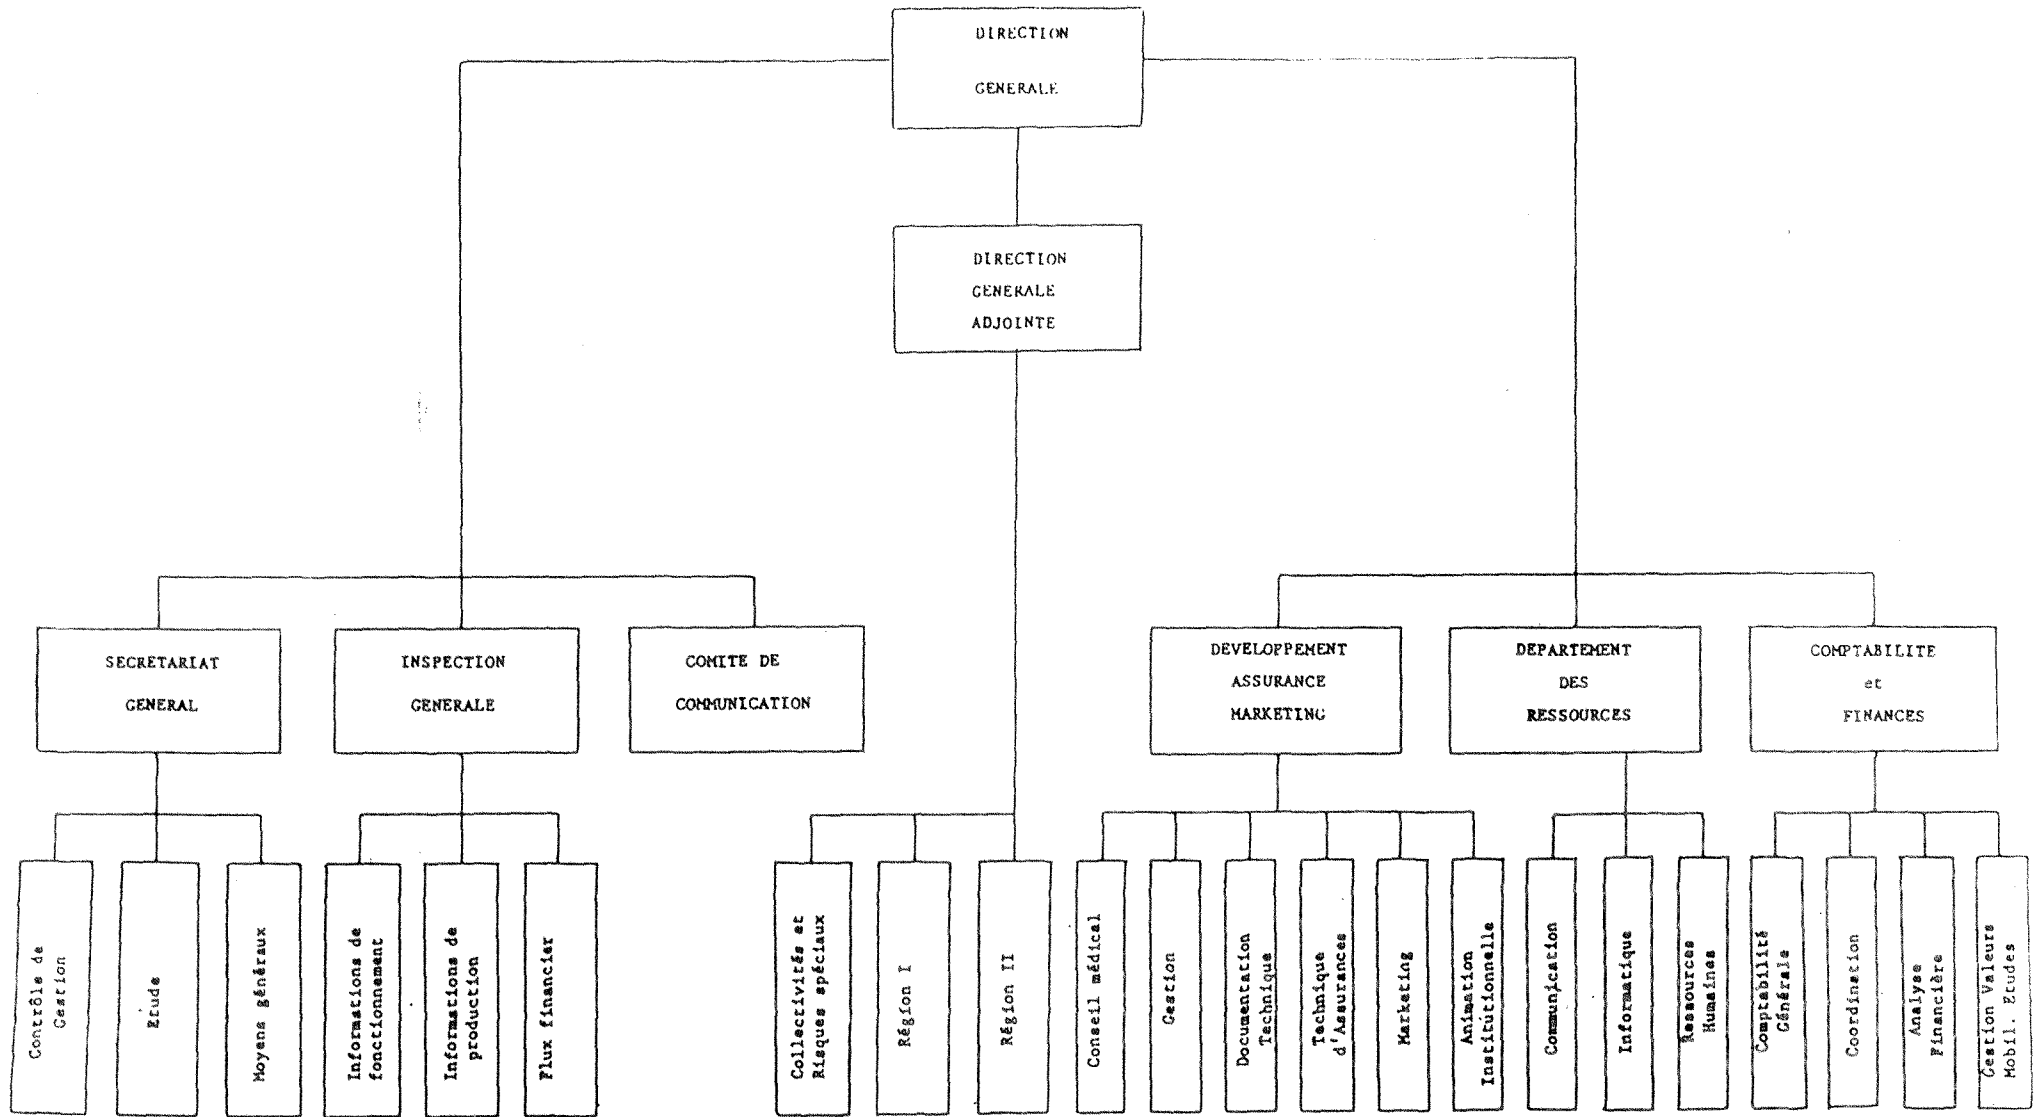 DIRECTION
GENERALE
DIRECTION
GENERALE
ADJOINTE
SECRETARIAT
GENERAL
INSPECTION
GENERALE
COMITE DE
COMMUNICATION
DEVELOPPEMENT
ASSURANCE
MARKETING
DEPARTEMENT
DES
RESSOURCES
COMPTABILITE
et
FINANCES
Contrôle de
Gestion
Etude
Moyens généraux
Informations de
fonctionnement
Informations de
production
Flux financier
Collectivités et
Risques spéciaux
Région I
Région II
Conseil médical
Gestion
Documentation
Technique
Technique
d'Assurances
Marketing
Animation
Institutionnelle
Communication
Informatique
Ressources
Humaines
Comptabilité
Générale
Coordination
Analyse
Financière
Gestion Valeurs
Mobil. Etudes